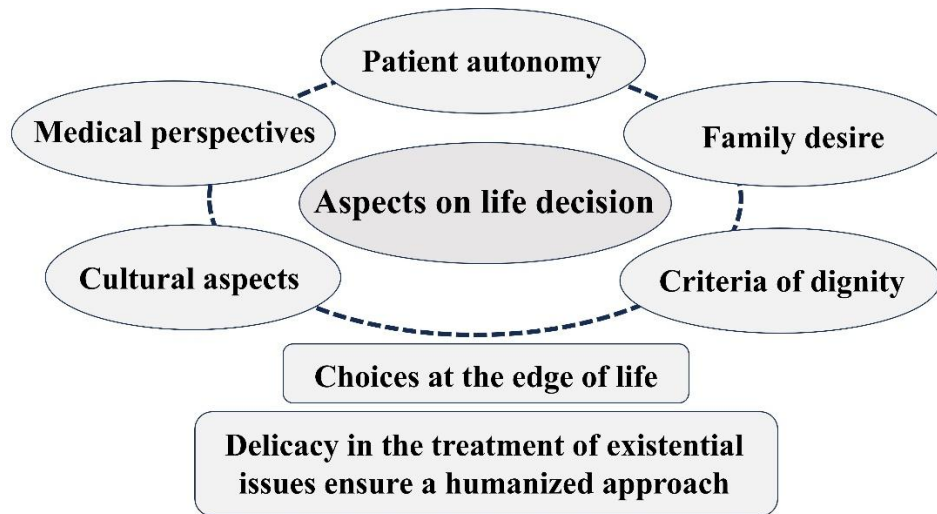 Patient autonomy
Medical perspectives
Family desire
Aspects on life decision
Cultural aspects
Criteria of dignity
Choices at the edge of life
Delicacy in the treatment of existential
issues ensure a humanized approach